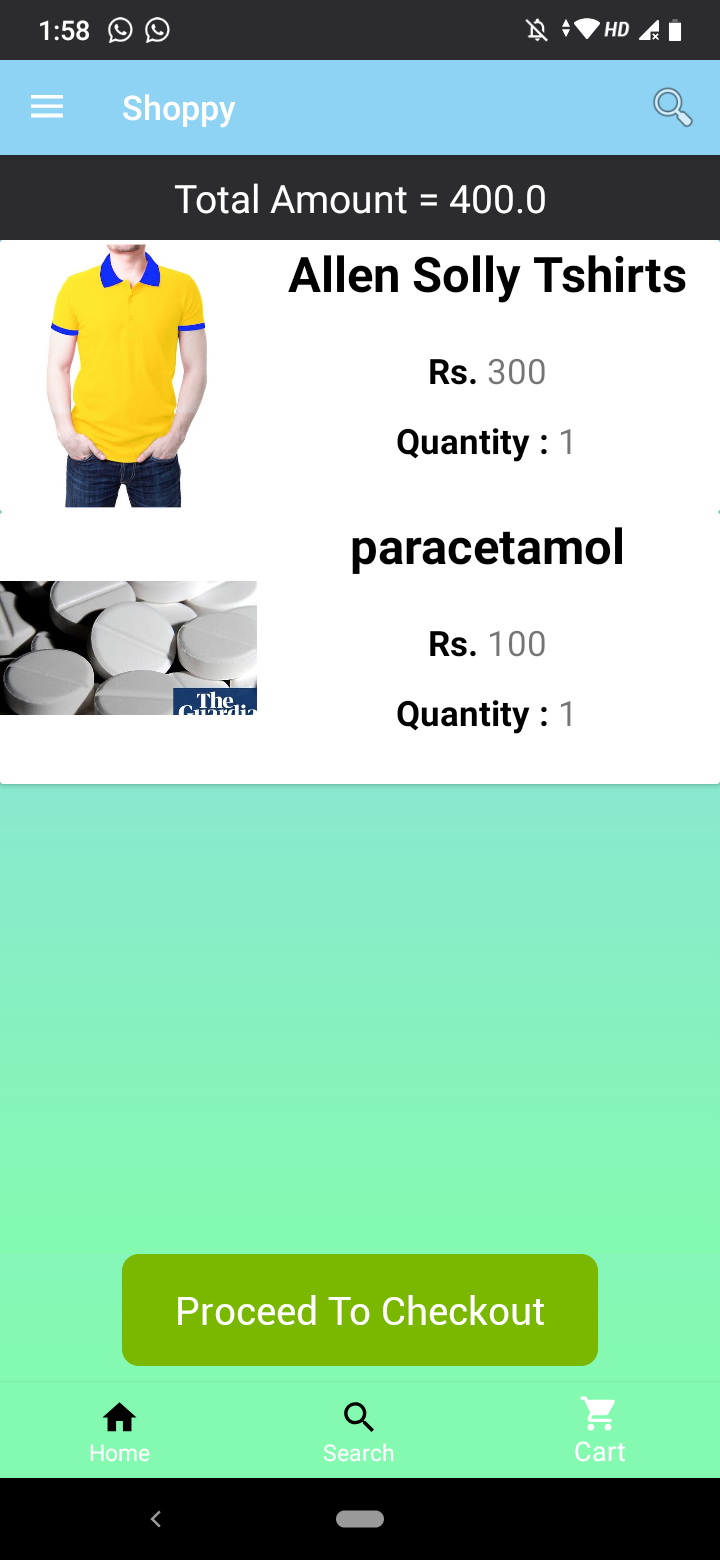 1:58
HD
Shoppy
Total Amount = 400.0
Allen Solly Tshirts
Rs. 300
Quantity : 1
paracetamol
Rs. 100
Quantity : 1
The
Proceed To Checkout
Home
Search
Cart